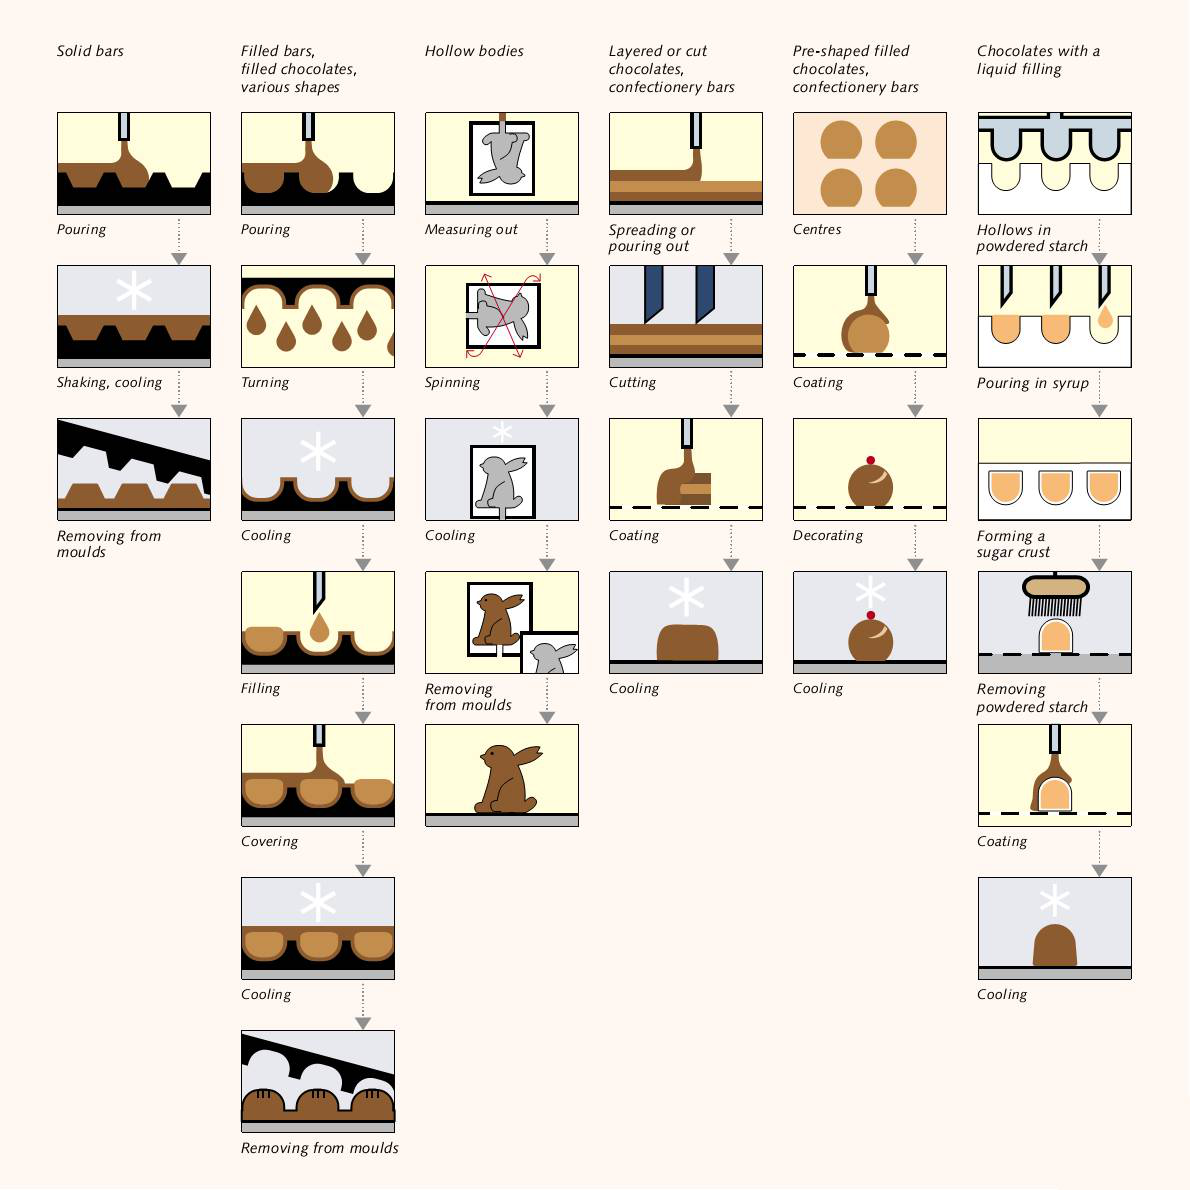 Solid bars
Pouring
Shaking, cooling
Removing from
moulds
Filled bars,
filled chocolates,
various shapes
Pouring
Turning
Cooling
Filling
Covering
Cooling
Removing from moulds
Hollow bodies
Measuring out
Spinning
Cooling
Removing
from moulds
Layered or cut
chocolates,
confectionery bars
Spreading or
pouring out
Cutting
Coating
Cooling
Pre-shaped filled
chocolates,
confectionery bars
Centres
Coating
Decorating
Cooling
Chocolates with a
liquid filling
Hollows in
powdered starch
Pouring in syrup
Forming a
sugar crust
Removing
powdered starch
Coating
Cooling